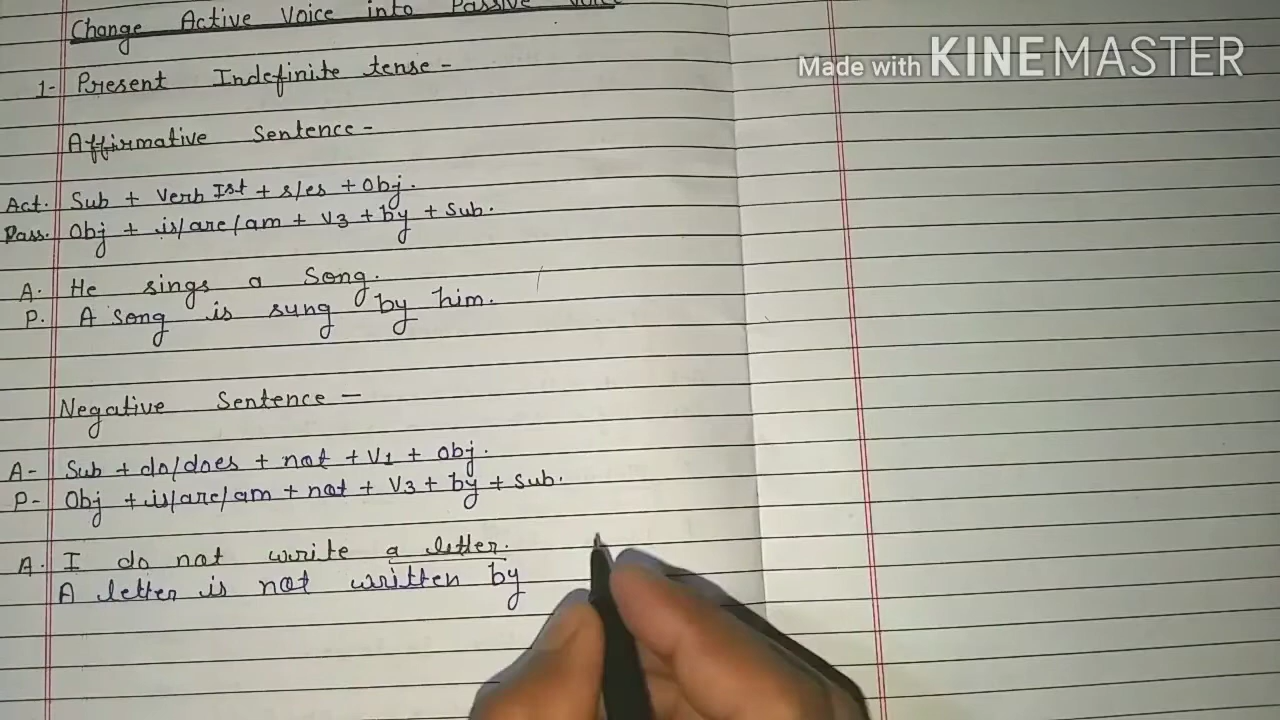 Change Active Voice into Passive Voice
Made with KINEMASTER
1- Present Indefinite tense -
Affirmative Sentence -
Act. Sub + Verb Ist + s/es + Obj.
Pass. Obj + is/are/am + V3 + by + Sub.
A. He sings a Song.
P. A song is sung by him.
Negative Sentence -
A- Sub + do/does + not + V1 + Obj.
P- Obj + is/are/am + not + V3 + by + Sub.
A. I do not write a letter.
A letter is not written by